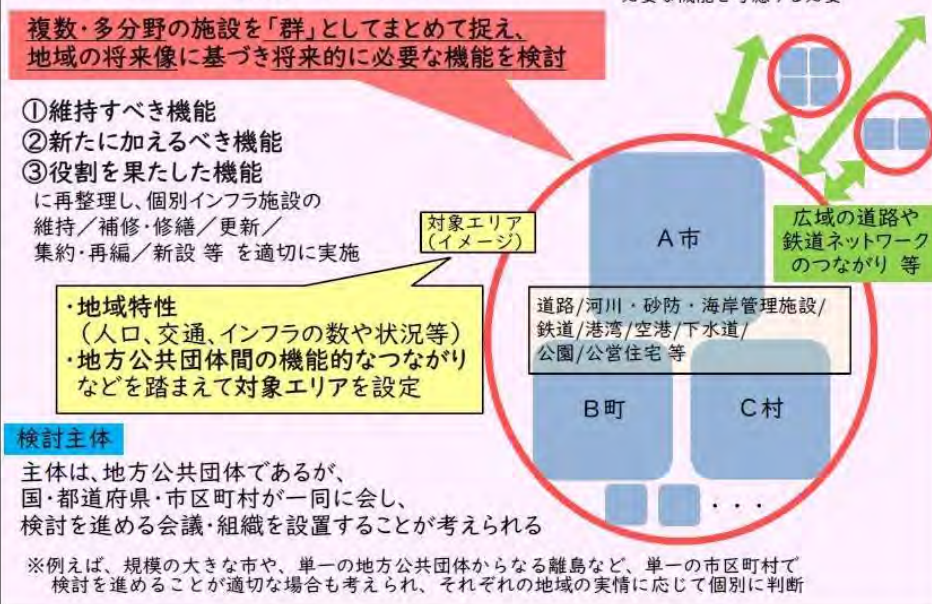 複数・多分野の施設を「群」としてまとめて捉え、
地域の将来像に基づき将来的に必要な機能を検討
①維持すべき機能
②新たに加えるべき機能
③役割を果たした機能
に再整理し、個別インフラ施設の
維持／補修・修繕／更新／
集約・再編／新設 等 を適切に実施
対象エリア
（イメージ）
A市
広域の道路や
鉄道ネットワーク
のつながり 等
道路/河川・砂防・海岸管理施設/
鉄道/港湾/空港/下水道/
公園/公営住宅 等
・地域特性
（人口、交通、インフラの数や状況等）
・地方公共団体間の機能的なつながり
などを踏まえて対象エリアを設定
B町
C村
・・・
検討主体
主体は、地方公共団体であるが、
国・都道府県・市区町村が一同に会し、
検討を進める会議・組織を設置することが考えられる
※例えば、規模の大きな市や、単一の地方公共団体からなる離島など、単一の市区町村で
検討を進めることが適切な場合も考えられ、それぞれの地域の実情に応じて個別に判断